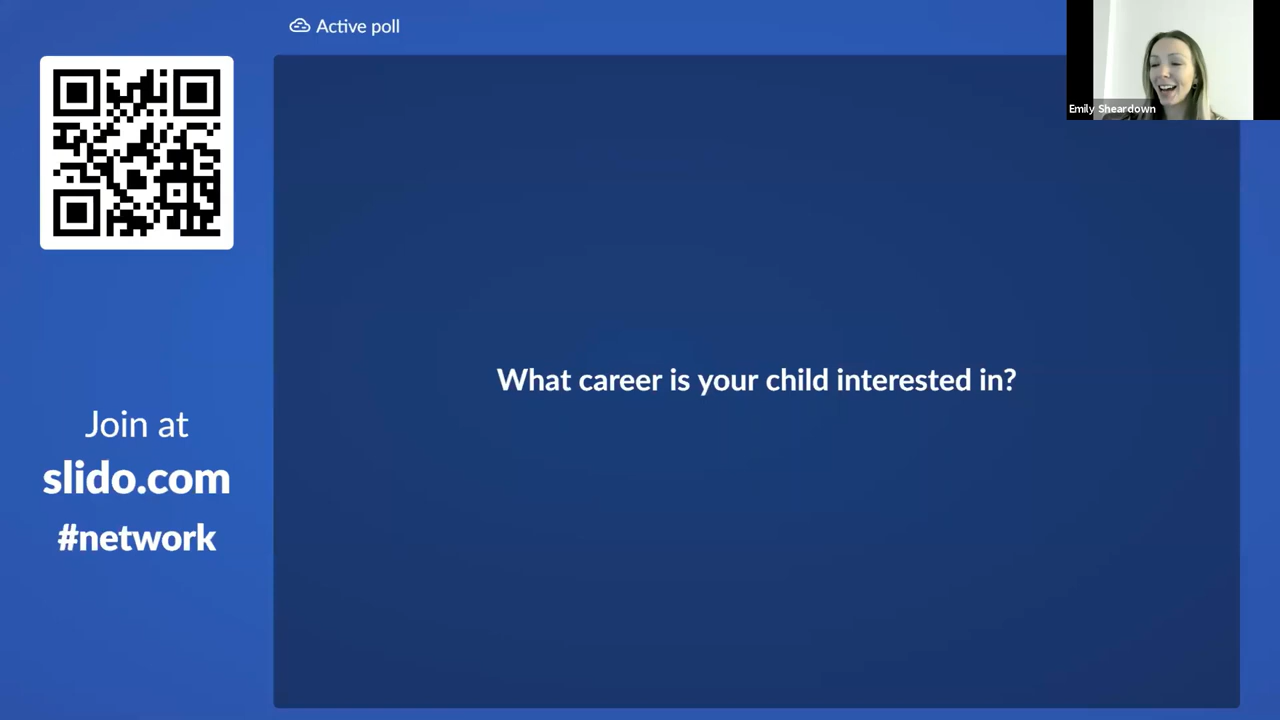 Active poll
Emily Sheardown
What career is your child interested in?
Join at
slido.com
#network